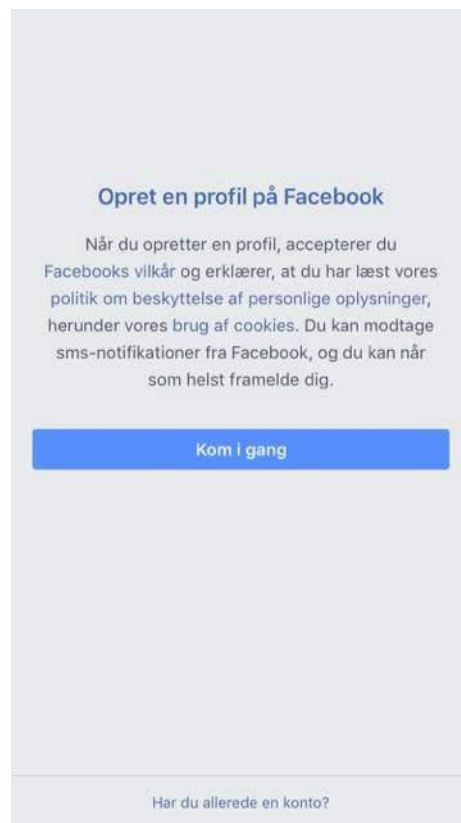 Opret en profil på Facebook
Når du opretter en profil, accepterer du
Facebooks vilkår og erklærer, at du har læst vores
politik om beskyttelse af personlige oplysninger,
herunder vores brug af cookies. Du kan modtage
sms-notifikationer fra Facebook, og du kan når
som helst framelde dig.
Kom i gang
Har du allerede en konto?